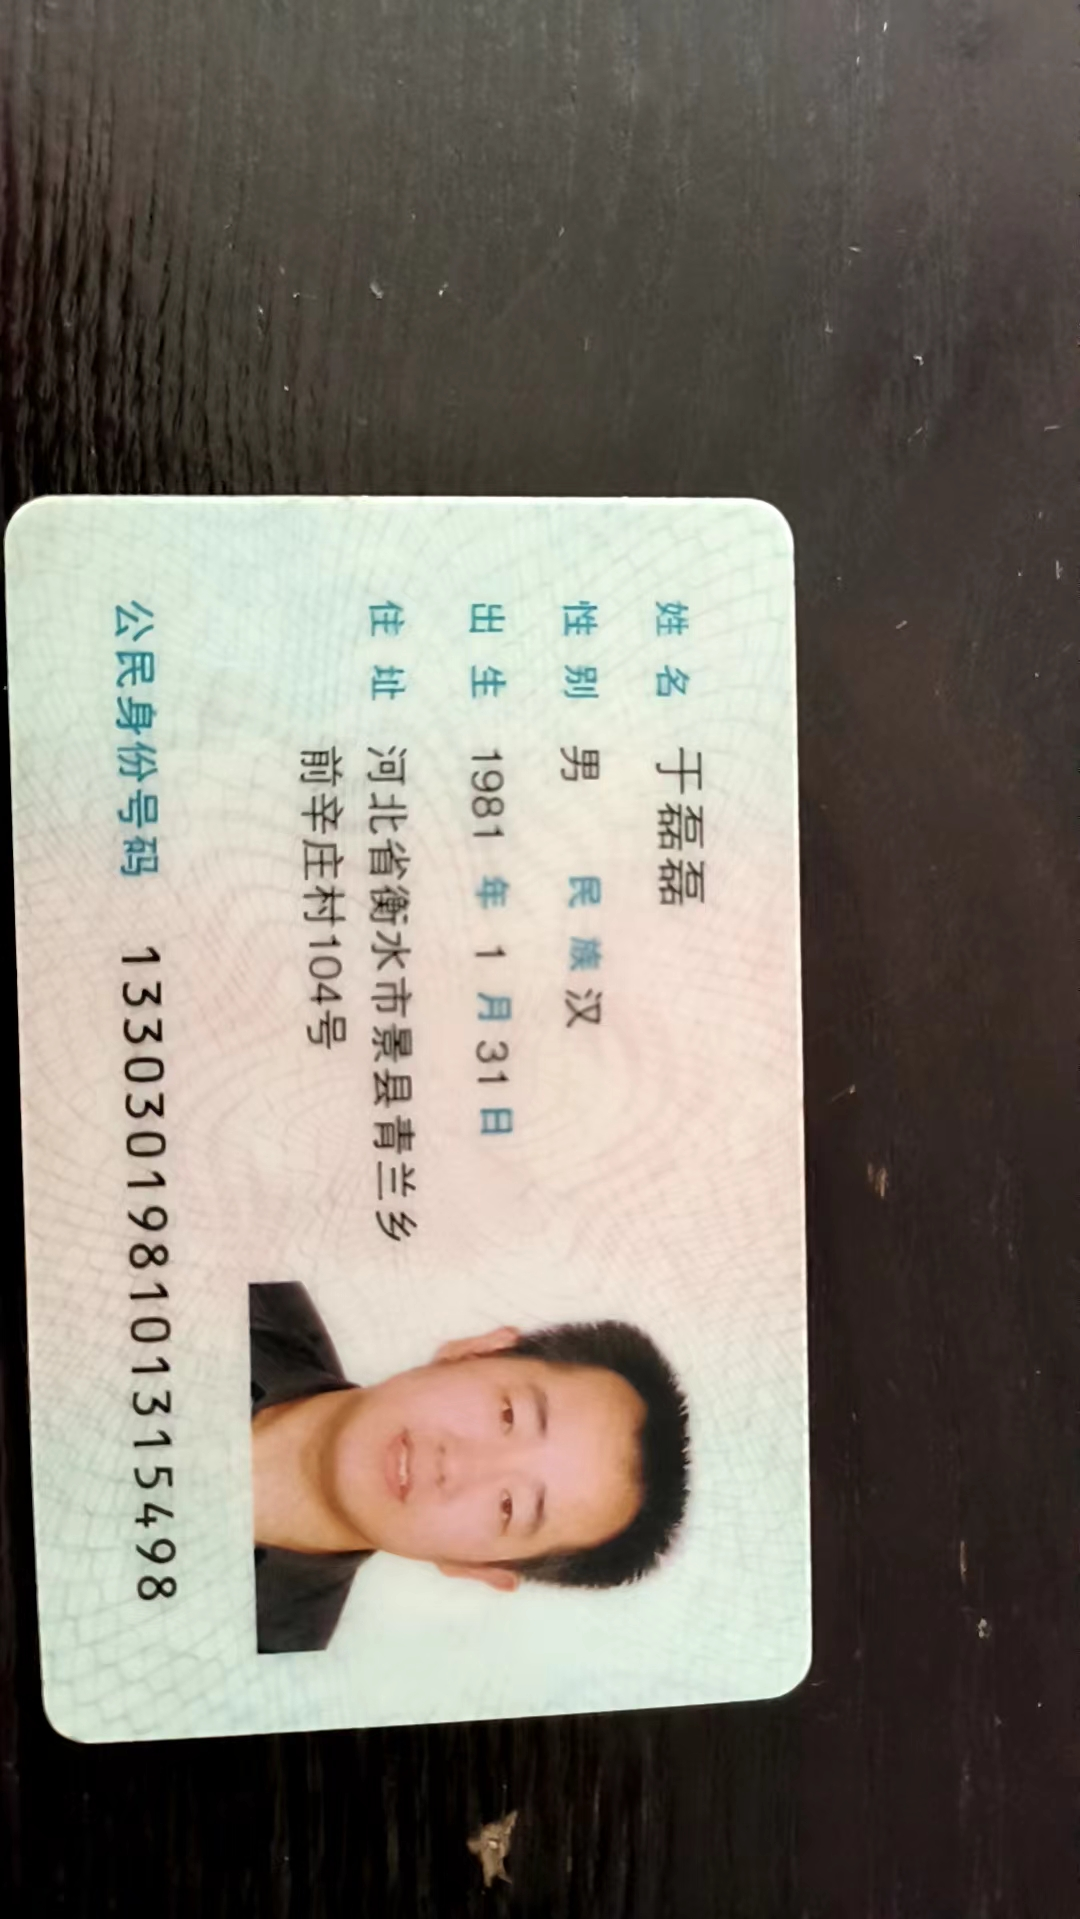 姓名 于磊磊
性别 男 民族 汉
出生 1981 年 1 月 31 日
住址 河北省衡水市景县青兰乡
前辛庄村104号
公民身份号码 133030198101315498